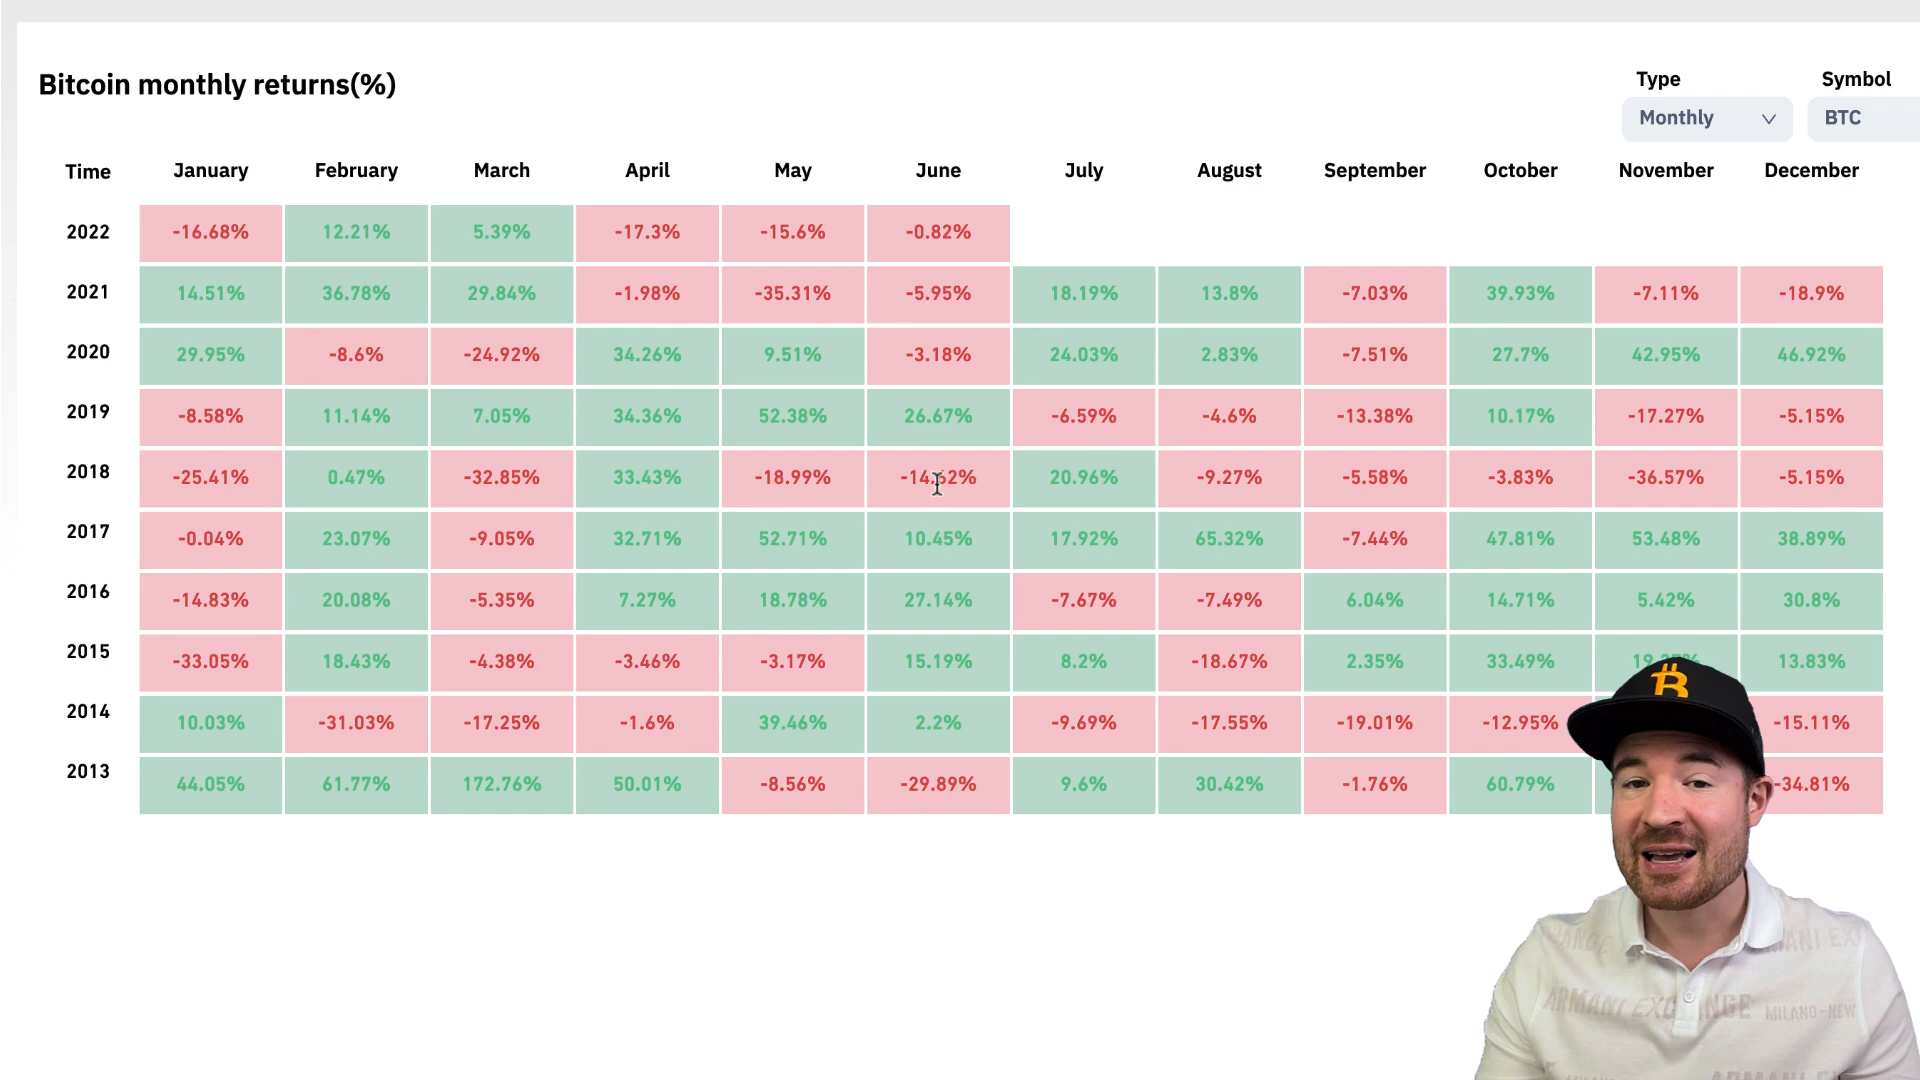 Bitcoin monthly returns(%)
Type Symbol
Monthly BTC
Time January February March April May June July August September October November December
2022 -16.68% 12.21% 5.39% -17.3% -15.6% -0.82%
2021 14.51% 36.78% 29.84% -1.98% -35.31% -5.95% 18.19% 13.8% -7.03% 39.93% -7.11% -18.9%
2020 29.95% -8.6% -24.92% 34.26% 9.51% -3.18% 24.03% 2.83% -7.51% 27.7% 42.95% 46.92%
2019 -8.58% 11.14% 7.05% 34.36% 52.38% 26.67% -6.59% -4.6% -13.38% 10.17% -17.27% -5.15%
2018 -25.41% 0.47% -32.85% 33.43% -18.99% 20.96% -9.27% -5.58% -3.83% -36.57% -5.15%
2017 -0.04% 23.07% -9.05% 32.71% 52.71% 10.45% 17.92% 65.32% -7.44% 47.81% 53.48% 38.89%
2016 -14.83% 20.08% -5.35% 7.27% 18.78% 27.14% -7.67% -7.49% 6.04% 14.71% 5.42% 30.8%
2015 -33.05% 18.43% -4.38% -3.46% -3.17% 15.19% 8.2% -18.67% 2.35% 33.49% 13.83%
2014 10.03% -31.03% -17.25% -1.6% 39.46% 2.2% -9.69% -17.55% -19.01% -12.95% -15.11%
2013 44.05% 61.77% 172.76% 50.01% -8.56% -29.89% 9.6% 30.42% -1.76% 60.79% -34.81%
ARMANI EXCHANGE MILANO-NEW